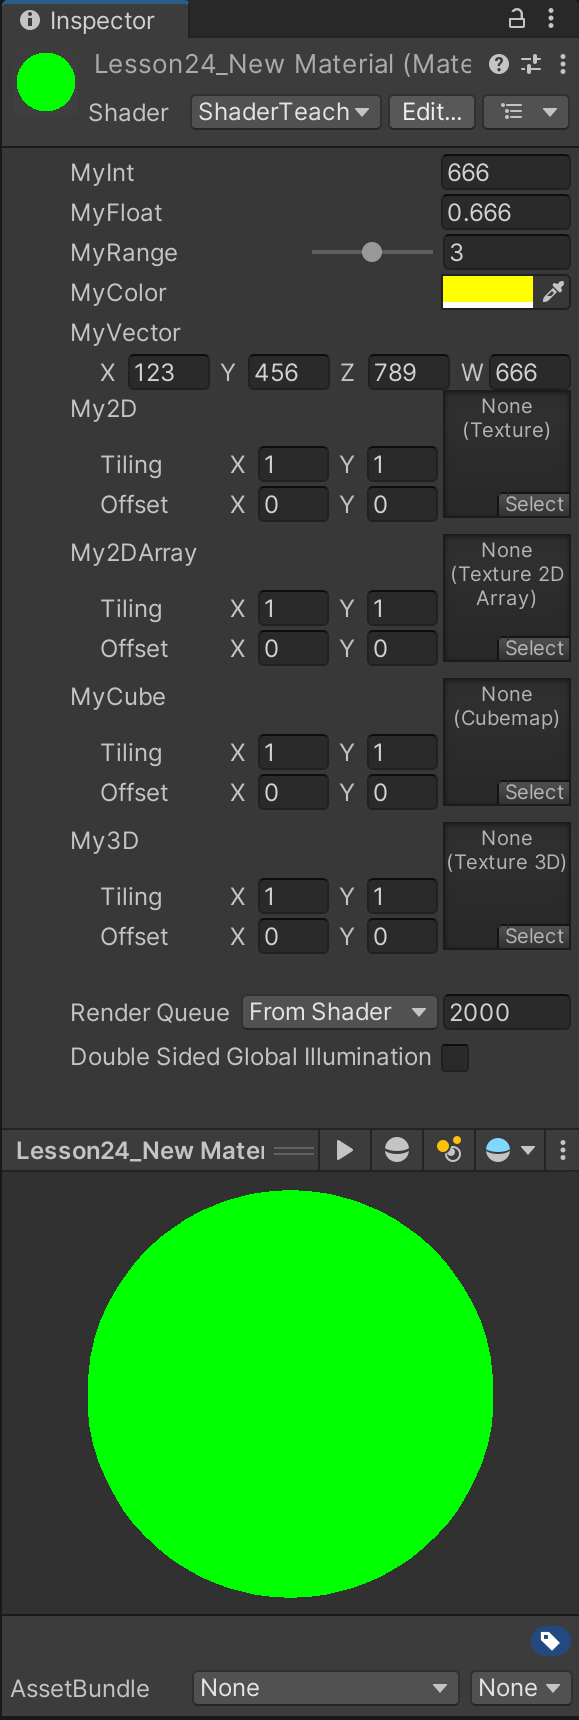 Inspector
Lesson24_New Material (Mate
Shader ShaderTeach Edit...
MyInt 666
MyFloat 0.666
MyRange 3
MyColor
MyVector
X 123 Y 456 Z 789 W 666
My2D None
(Texture)
Tiling X 1 Y 1
Offset X 0 Y 0 Select
My2DArray None
(Texture 2D
Array)
Tiling X 1 Y 1
Offset X 0 Y 0 Select
MyCube None
(Cubemap)
Tiling X 1 Y 1
Offset X 0 Y 0 Select
My3D None
(Texture 3D)
Tiling X 1 Y 1
Offset X 0 Y 0 Select
Render Queue From Shader 2000
Double Sided Global Illumination
Lesson24_New Mater
AssetBundle None None